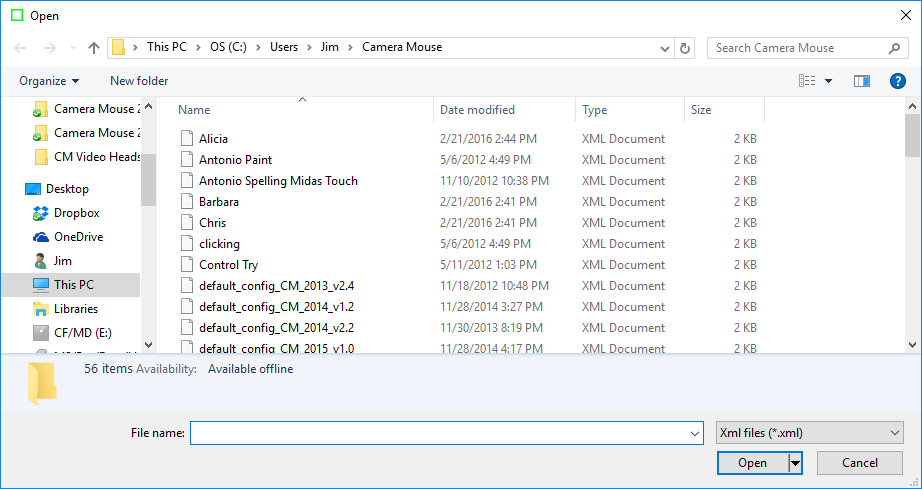 Open
This PC > OS (C:) > Users > Jim > Camera Mouse
Search Camera Mouse
Organize
New folder
Camera Mouse 2
Camera Mouse 2
CM Video Heads
Desktop
Dropbox
OneDrive
Jim
This PC
Libraries
CF/MD (E:)
Name Date modified Type Size
Alicia 2/21/2016 2:44 PM XML Document 2 KB
Antonio Paint 5/6/2012 4:49 PM XML Document 2 KB
Antonio Spelling Midas Touch 11/10/2012 10:38 PM XML Document 2 KB
Barbara 2/21/2016 2:41 PM XML Document 2 KB
Chris 2/21/2016 2:41 PM XML Document 2 KB
clicking 5/6/2012 4:49 PM XML Document 2 KB
Control Try 5/11/2012 1:03 PM XML Document 2 KB
default_config_CM_2013_v2.4 11/18/2012 10:48 PM XML Document 2 KB
default_config_CM_2014_v1.2 11/28/2014 3:27 PM XML Document 2 KB
default_config_CM_2014_v2.2 11/30/2013 8:19 PM XML Document 2 KB
default_config_CM_2015_v1.0 11/28/2014 4:17 PM XML Document 2 KB
56 items Availability: Available offline
File name:
Xml files (*.xml)
Open
Cancel